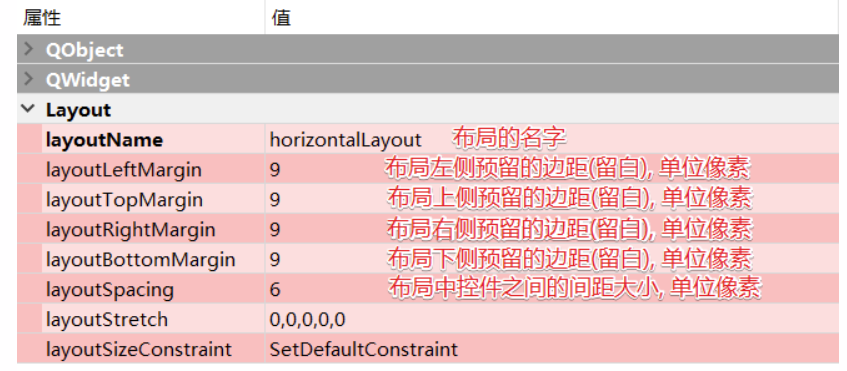 属性 值
QObject
QWidget
Layout
layoutName horizontalLayout 布局的名字
layoutLeftMargin 9 布局左侧预留的边距(留白), 单位像素
layoutTopMargin 9 布局上侧预留的边距(留白), 单位像素
layoutRightMargin 9 布局右侧预留的边距(留白), 单位像素
layoutBottomMargin 9 布局下侧预留的边距(留白), 单位像素
layoutSpacing 6 布局中控件之间的间距大小, 单位像素
layoutStretch 0,0,0,0,0
layoutSizeConstraint SetDefaultConstraint